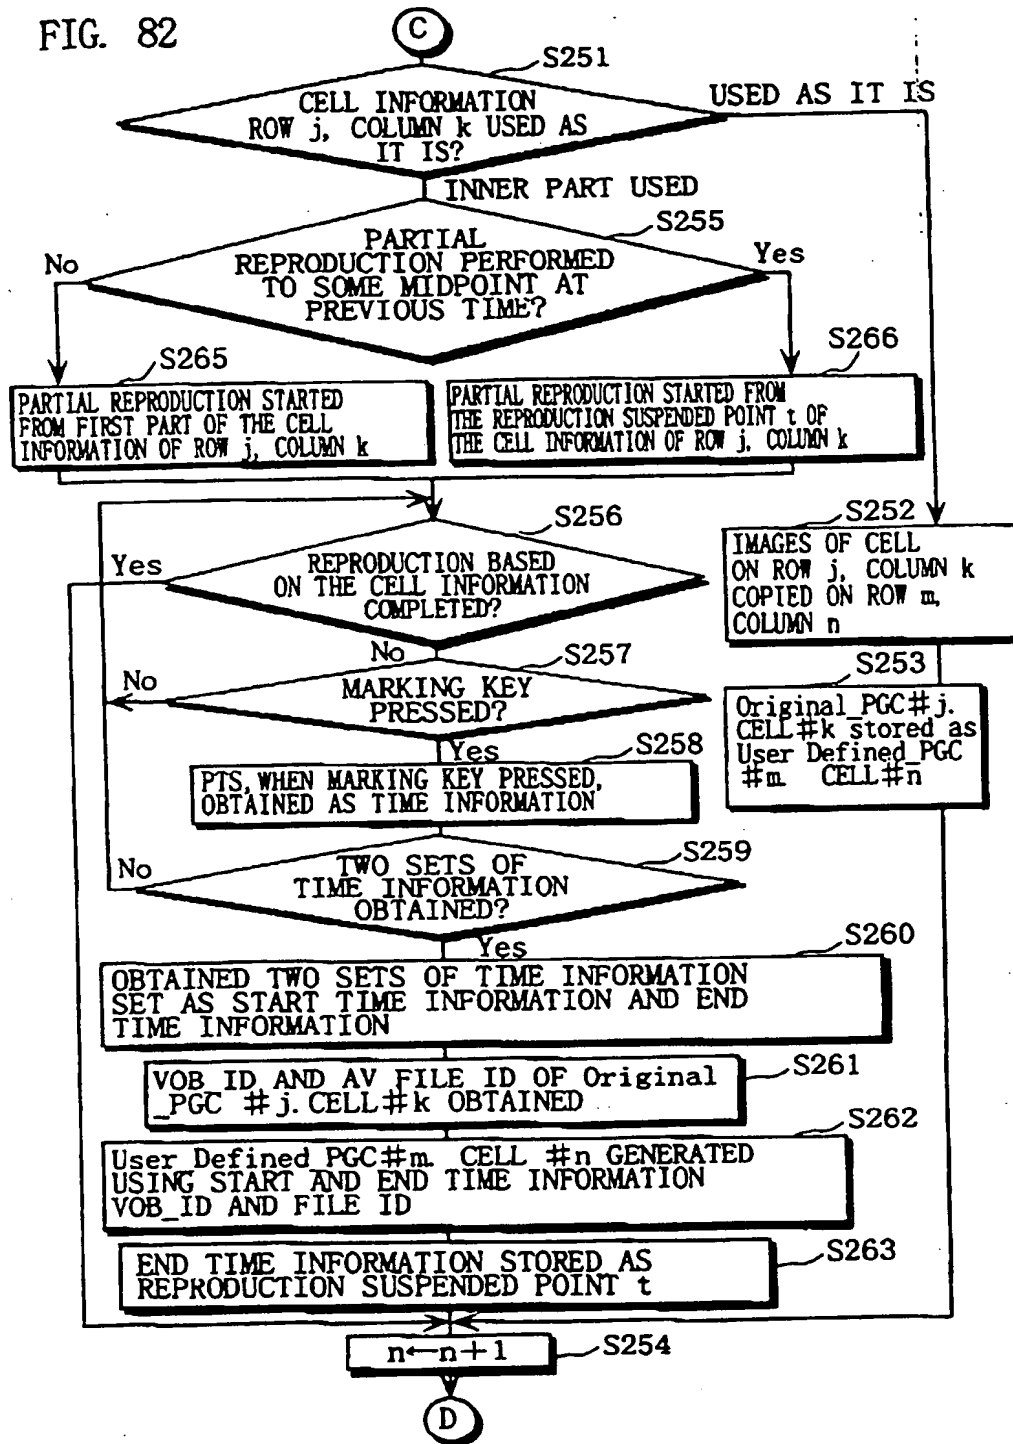 FIG. 82
C
S251
CELL INFORMATION
ROW j, COLUMN k USED AS
IT IS?
USED AS IT IS
INNER PART USED
S255
PARTIAL
REPRODUCTION PERFORMED
TO SOME MIDPOINT AT
PREVIOUS TIME?
No
Yes
S265
PARTIAL REPRODUCTION STARTED
FROM FIRST PART OF THE CELL
INFORMATION OF ROW j, COLUMN k
S266
PARTIAL REPRODUCTION STARTED FROM
THE REPRODUCTION SUSPENDED POINT t OF
THE CELL INFORMATION OF ROW j, COLUMN k
S256
Yes
REPRODUCTION BASED
ON THE CELL INFORMATION
COMPLETED?
No
S252
IMAGES OF CELL
ON ROW j, COLUMN k
COPIED ON ROW m,
COLUMN n
S257
No
MARKING KEY
PRESSED?
Yes
S253
Original_PGC#j.
CELL#k stored as
User Defined_PGC
#m CELL#n
S258
PTS, WHEN MARKING KEY PRESSED,
OBTAINED AS TIME INFORMATION
S259
No
TWO SETS OF
TIME INFORMATION
OBTAINED?
Yes
S260
OBTAINED TWO SETS OF TIME INFORMATION
SET AS START TIME INFORMATION AND END
TIME INFORMATION
S261
VOB_ID AND AV FILE ID OF Original
_PGC #j. CELL#k OBTAINED
S262
User_Defined_PGC#m. CELL #n GENERATED
USING START AND END TIME INFORMATION
VOB_ID AND FILE ID
S263
END TIME INFORMATION STORED AS
REPRODUCTION SUSPENDED POINT t
n←n+1
S254
D